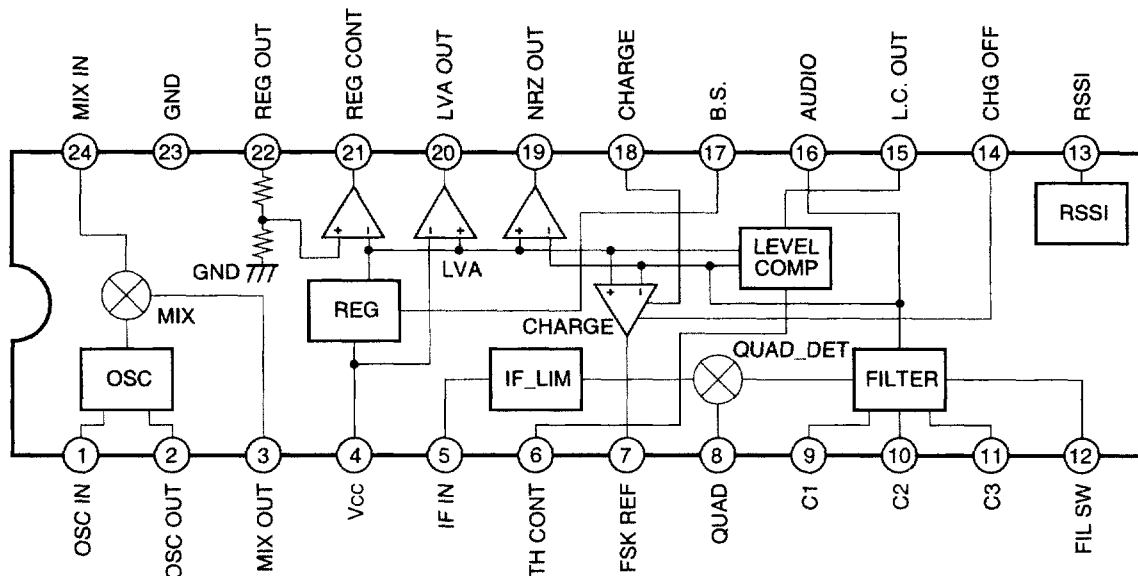 MIX IN
GND
REG OUT
REG CONT
LVA OUT
NRZ OUT
CHARGE
B.S.
AUDIO
L.C. OUT
CHG OFF
RSSI
24
23
22
21
20
19
18
17
16
15
14
13
RSSI
+
-
+
+
-
LEVEL
COMP
GND
LVA
MIX
REG
+
-
CHARGE
QUAD_DET
OSC
IF_LIM
FILTER
1
2
3
4
5
6
7
8
9
10
11
12
OSC IN
OSC OUT
MIX OUT
Vcc
IF IN
TH CONT
FSK REF
QUAD
C1
C2
C3
FIL SW